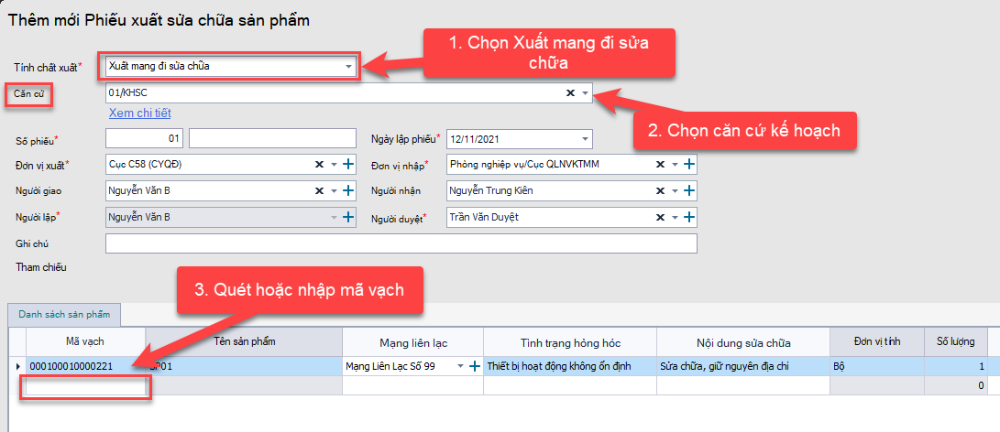 Thêm mới Phiếu xuất sửa chữa sản phẩm
1. Chọn Xuất mang đi sửa
chữa
Tính chất xuất* Xuất mang đi sửa chữa
Căn cứ 01/KHSC
Xem chi tiết
2. Chọn căn cứ kế hoạch
Số phiếu* 01 Ngày lập phiếu* 12/11/2021
Đơn vị xuất* Cục C58 (CYQĐ) Đơn vị nhập* Phòng nghiệp vụ/Cục QLNVKTMM
Người giao Nguyễn Văn B Người nhận Nguyễn Trung Kiên
Người lập* Nguyễn Văn B Người duyệt* Trần Văn Duyệt
Ghi chú
Tham chiếu
3. Quét hoặc nhập mã vạch
Danh sách sản phẩm
Mã vạch Tên sản phẩm Mạng liên lạc Tình trạng hỏng hóc Nội dung sửa chữa Đơn vị tính Số lượng
000100010000221 SP01 Mạng Liên Lạc Số 99 Thiết bị hoạt động không ổn định Sửa chữa, giữ nguyên địa chỉ Bộ 1
0